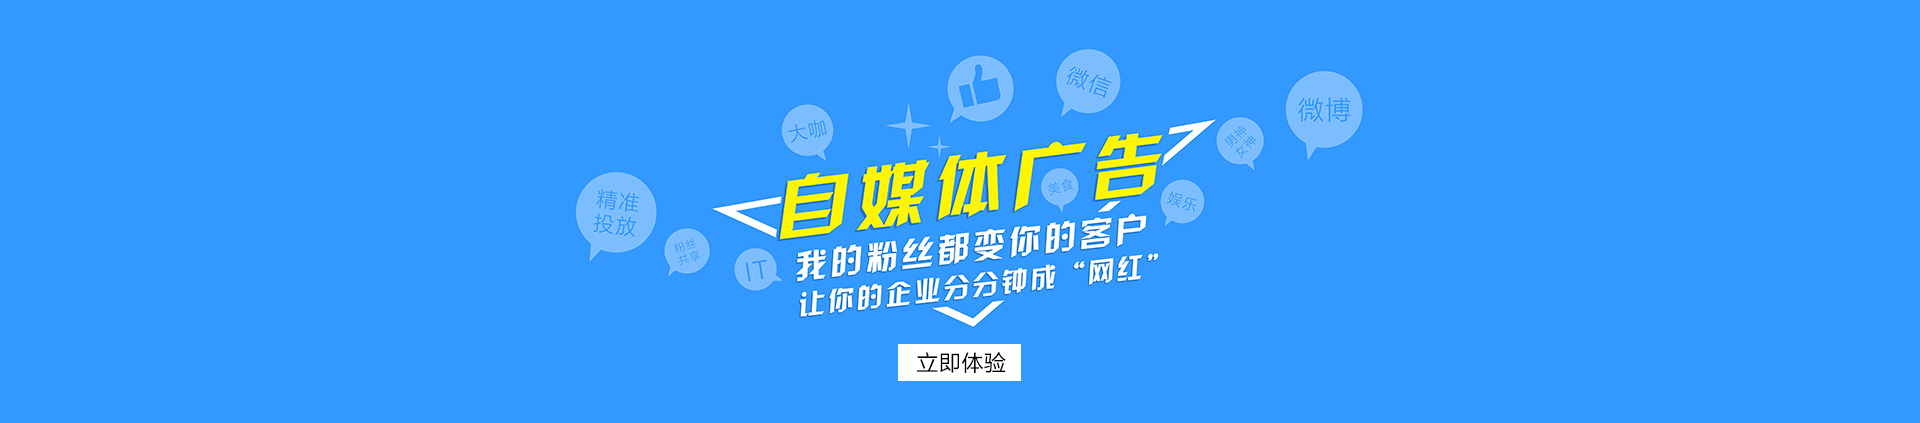 微信
微博
大咖
男神
女神
自媒体广告
美食
精准
投放
娱乐
粉丝
共享
IT
我的粉丝都变你的客户
让你的企业分分钟成“网红”
立即体验